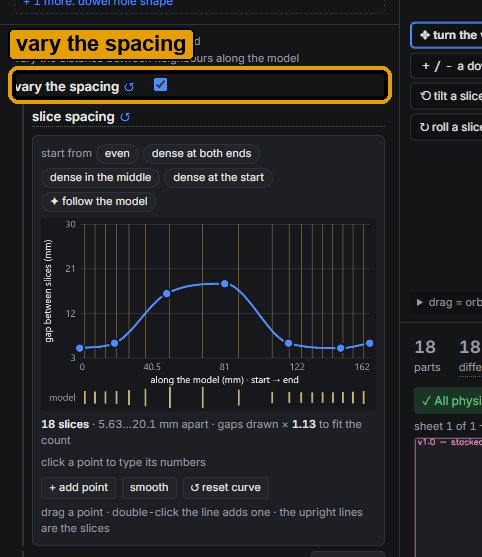 + 1 more: dowel hole shape
vary the spacing
vary the distance between neighbours along the model
vary the spacing ↺
slice spacing ↺
start from even dense at both ends
dense in the middle dense at the start
✦ follow the model
30
21
12
3
gap between slices (mm)
0 40.5 81 122 162
along the model (mm) · start → end
model
18 slices · 5.63…20.1 mm apart · gaps drawn × 1.13 to fit the
count
click a point to type its numbers
+ add point smooth ↺ reset curve
drag a point · double-click the line adds one · the upright lines
are the slices
✥ turn the
+ / - a do
⟲ tilt a slice
↻ roll a slice
▶ drag = orb
18 18
parts diffe
✓ All physi
sheet 1 of 1
v1.0 – stacked